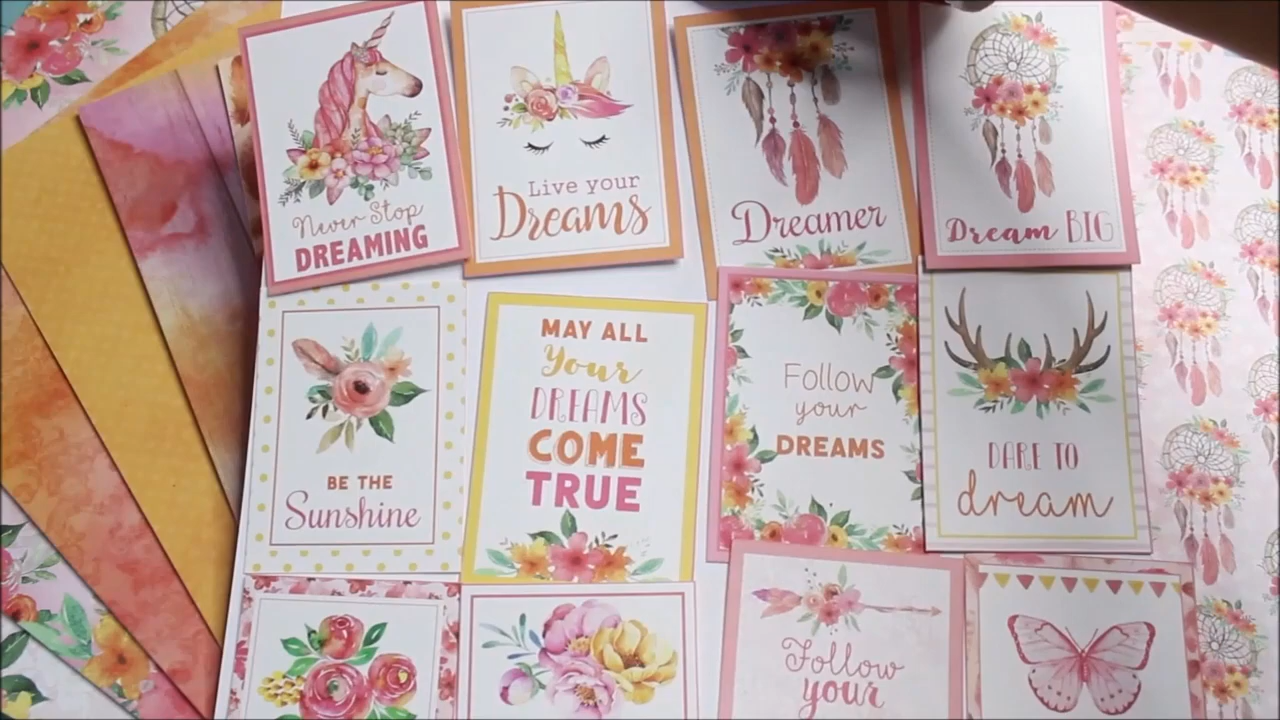 Never Stop
DREAMING
Live your
Dreams
Dreamer
Dream BIG
BE THE
Sunshine
MAY ALL
Your
DREAMS
COME
TRUE
Follow
your
DREAMS
DARE TO
dream
Follow
your